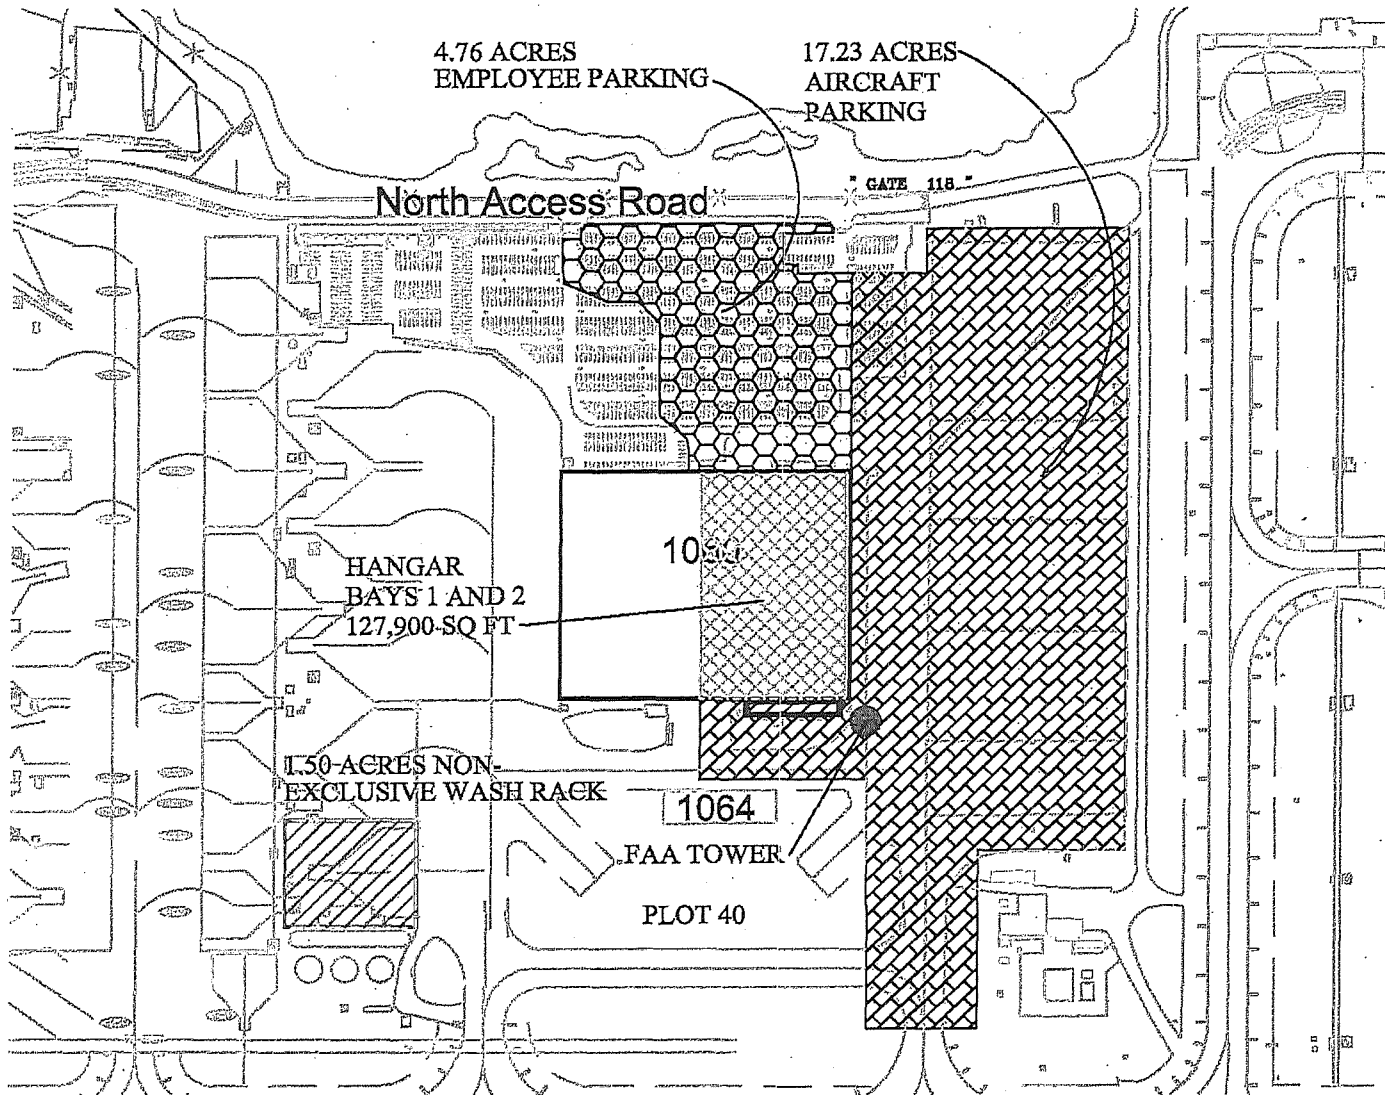 4.76 ACRES
EMPLOYEE PARKING
17.23 ACRES
AIRCRAFT
PARKING
" GATE 118 "
North Access Road
HANGAR
BAYS 1 AND 2
127,900 SQ FT
1.50 ACRES NON-
EXCLUSIVE WASH RACK
1064
FAA TOWER
PLOT 40